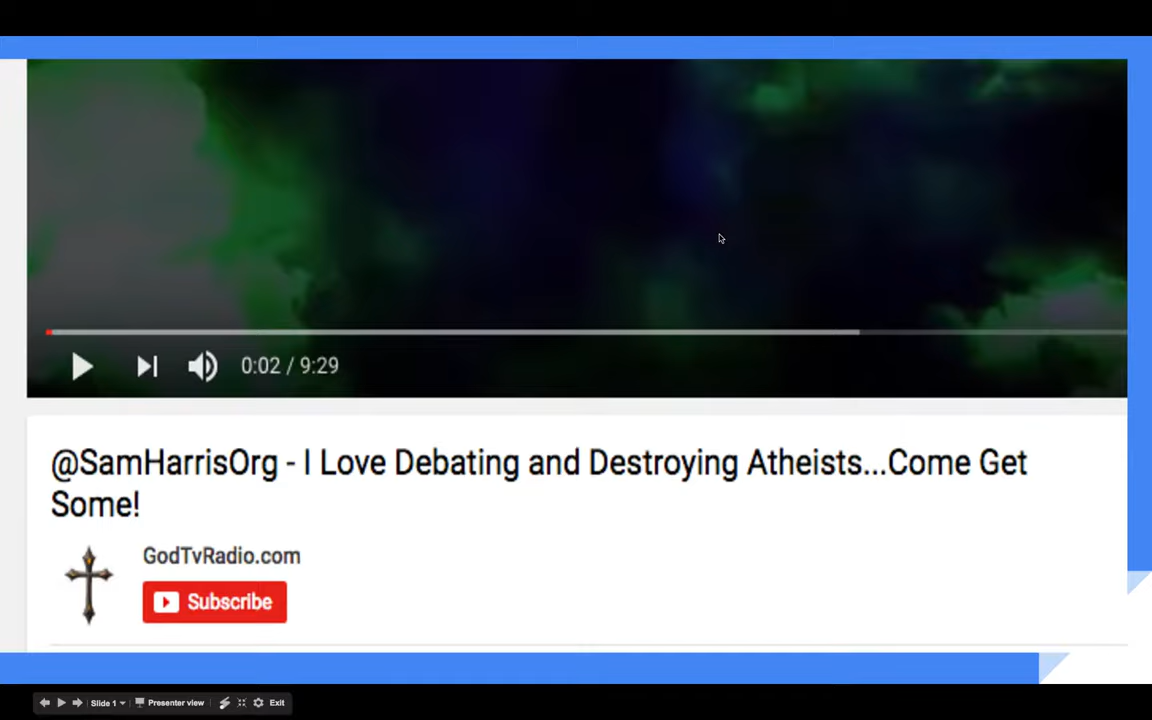 0:02 / 9:29
@SamHarrisOrg - I Love Debating and Destroying Atheists...Come Get
Some!
GodTvRadio.com
Subscribe
Slide 1
Presenter view
Exit